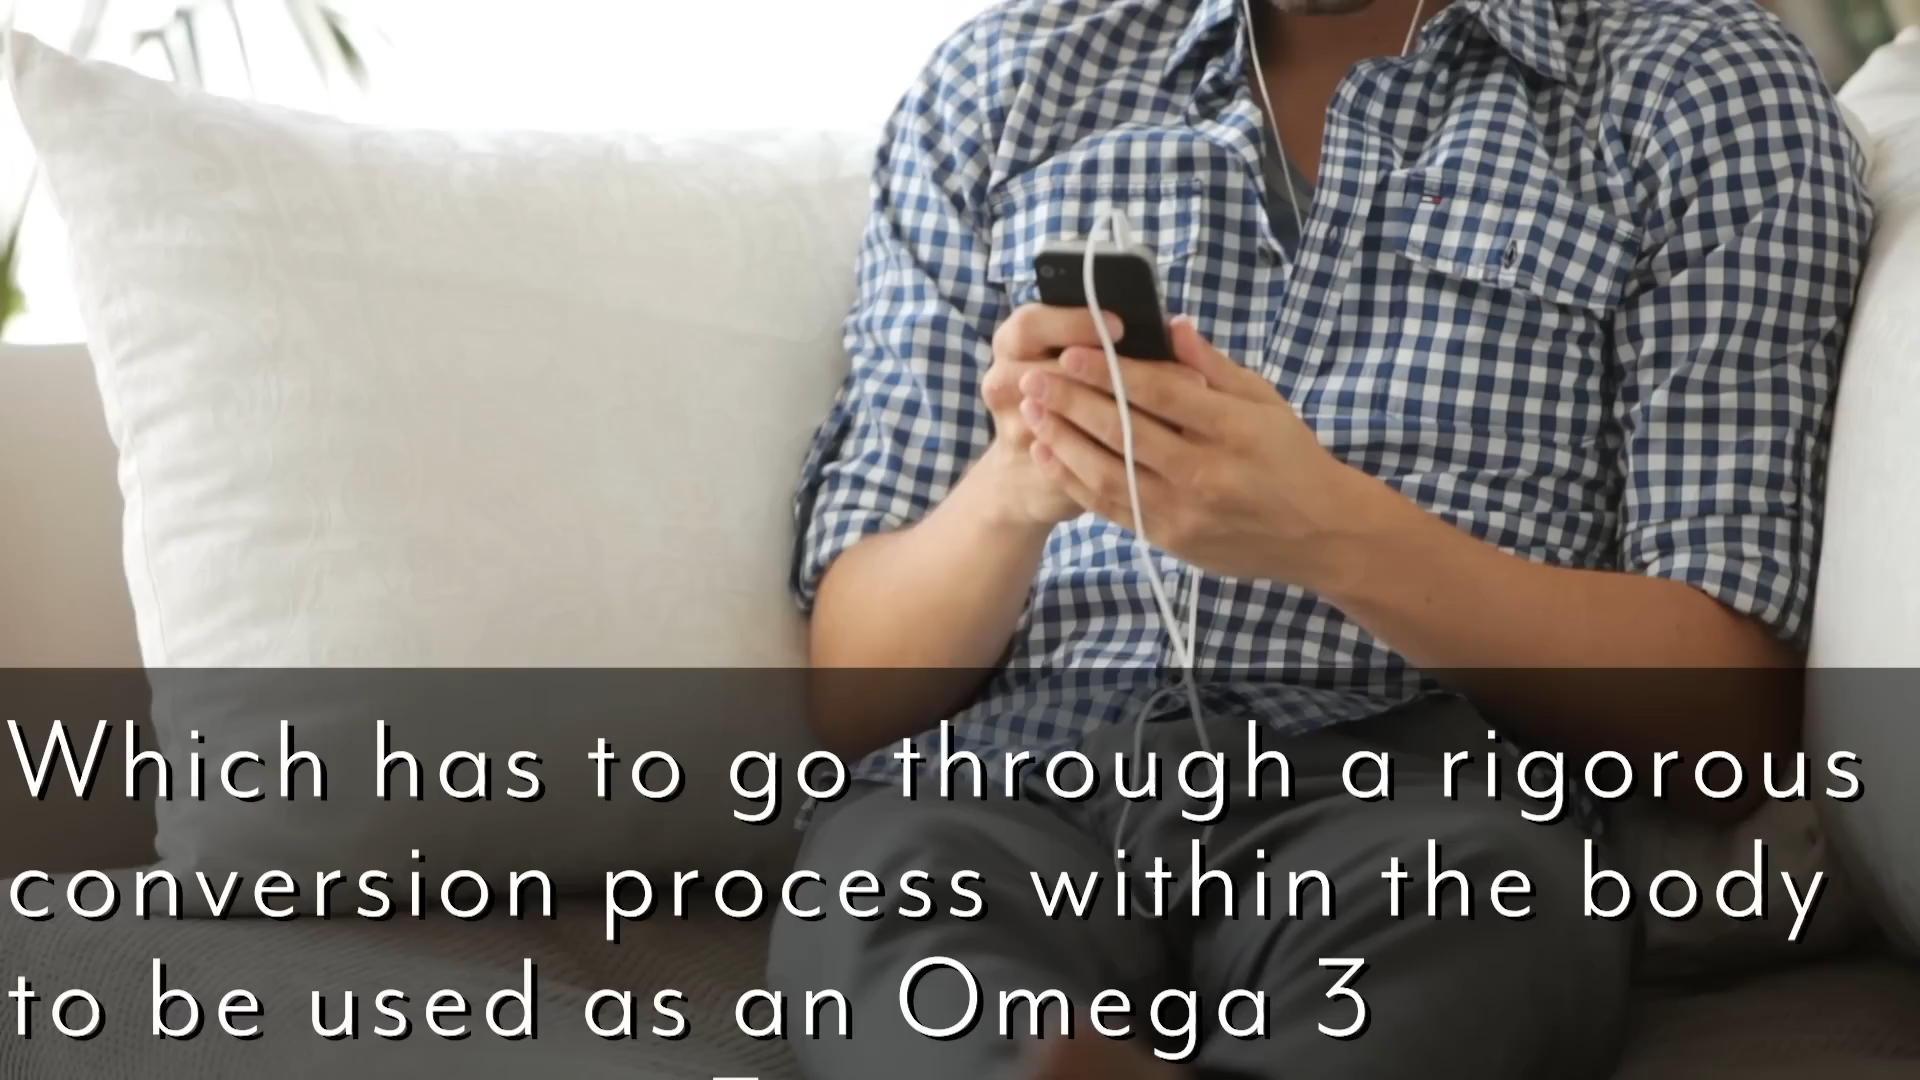 Which has to go through a rigorous
conversion process within the body
to be used as an Omega 3